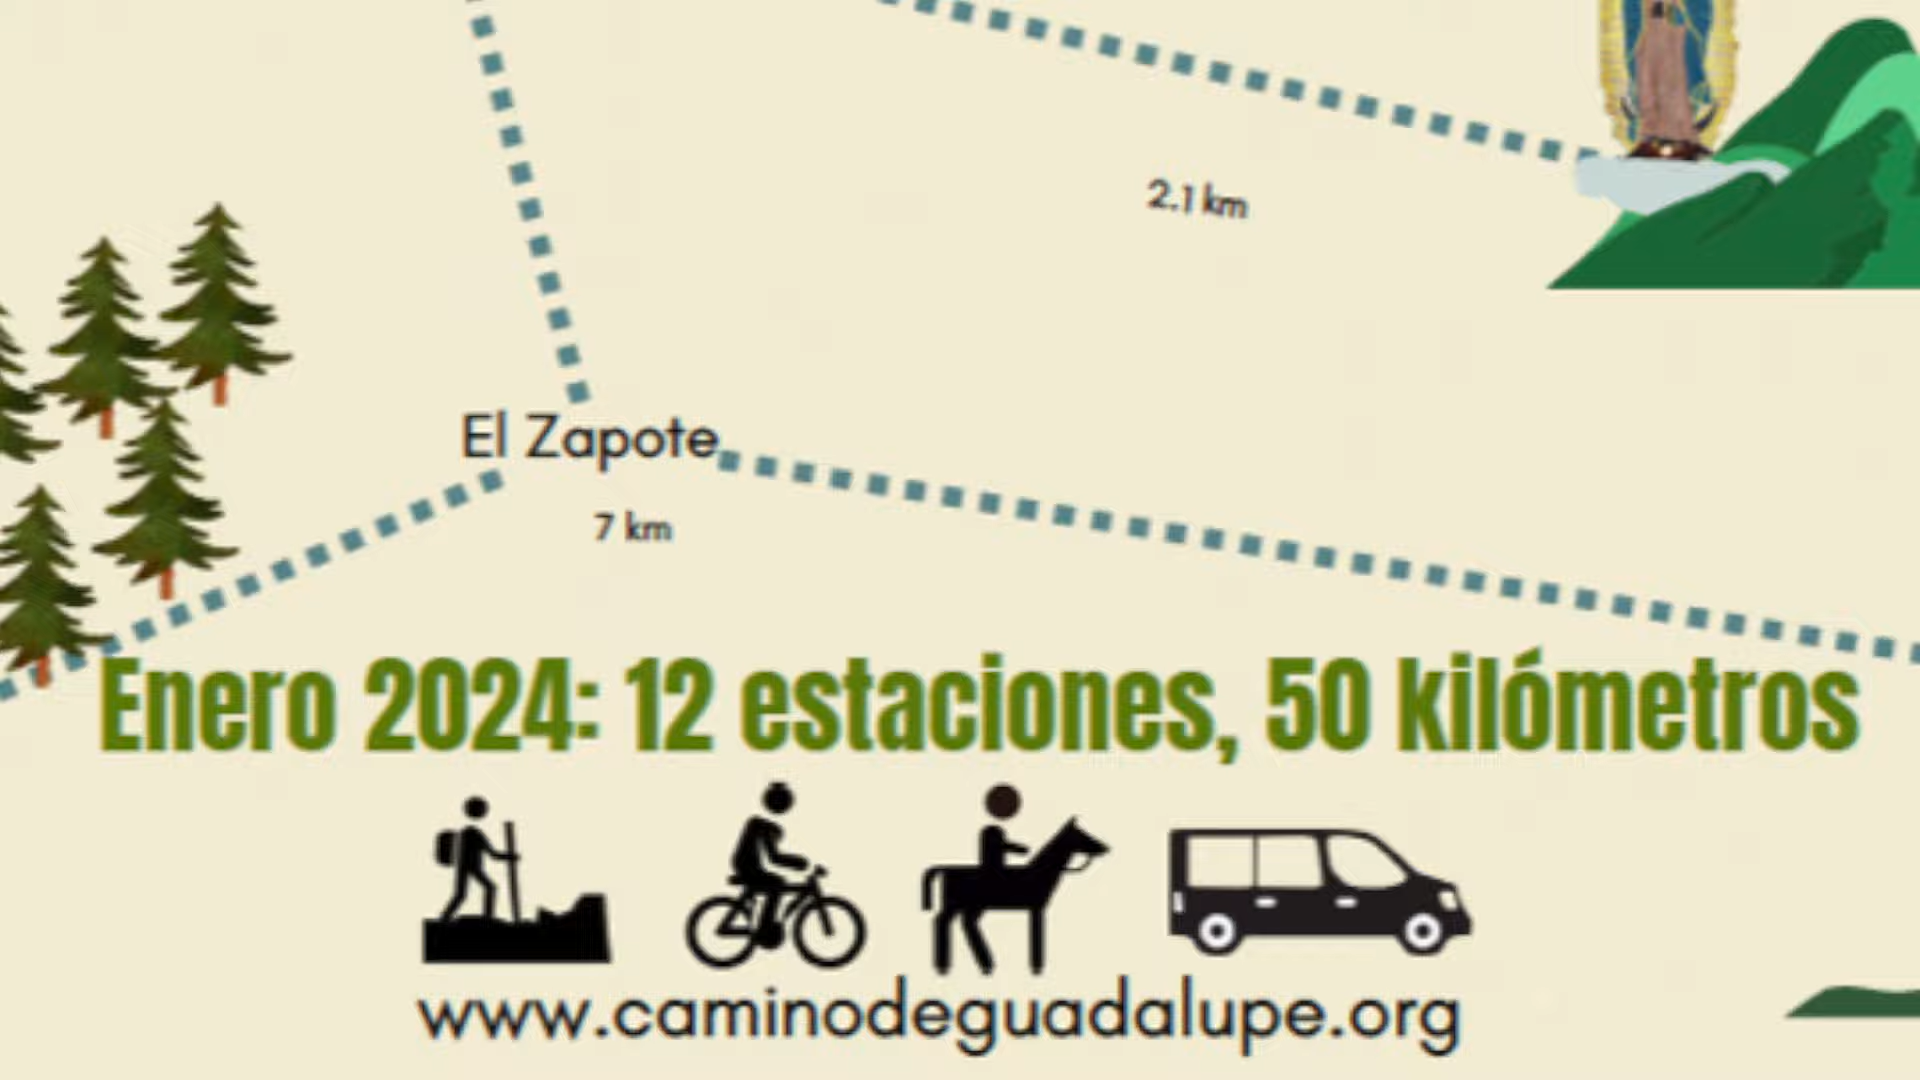 2.1 km
El Zapote
7 km
Enero 2024: 12 estaciones, 50 kilómetros
www.caminodeguadalupe.org